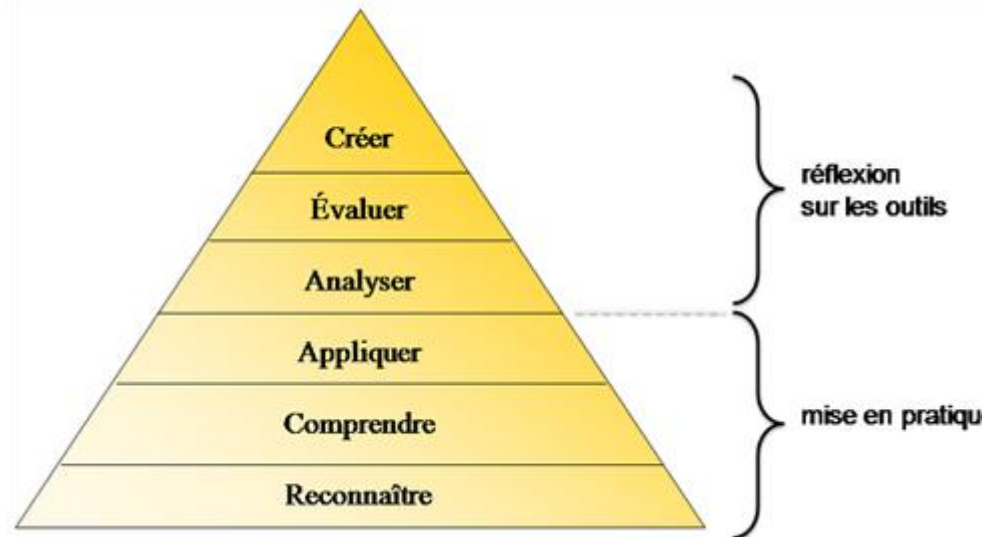 Créer
Évaluer
réflexion
sur les outils
Analyser
Appliquer
Comprendre
mise en pratiqu
Reconnaître